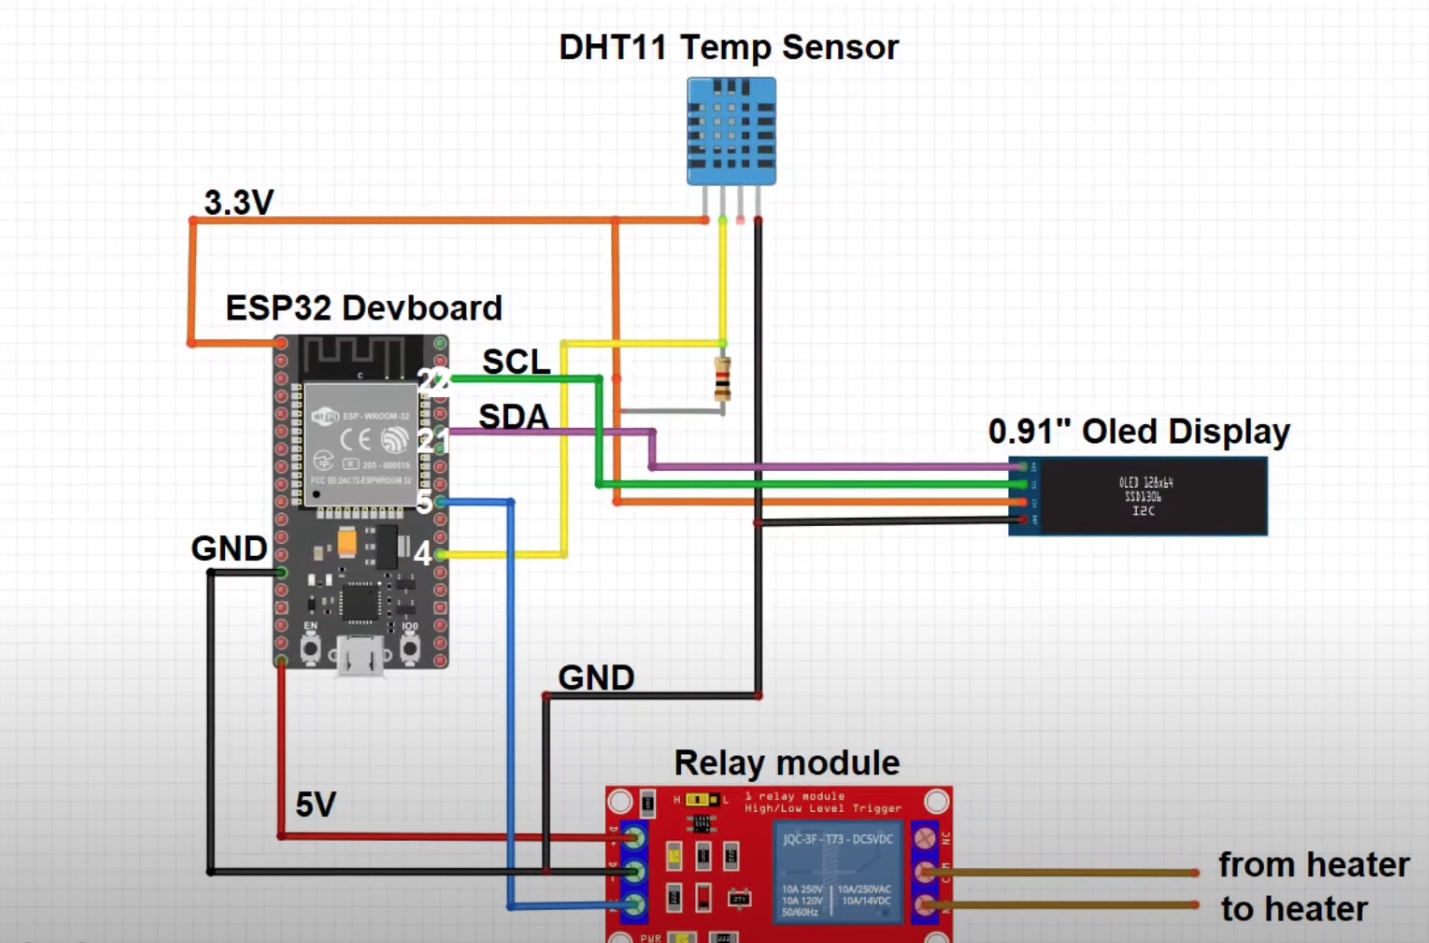 DHT11 Temp Sensor
3.3V
ESP32 Devboard
SCL
22
ESP-WROOM-32
SDA
21
CE
R
0.91" Oled Display
OLED 128x64
SSD1306
I2C
5
GND
4
EN
IO0
GND
Relay module
5V
H
L
1 relay module
High/Low Level Trigger
JQC-3F-T73-DC5VDC
NC
from heater
10A 250V 10A/250VAC
10A 120V 10A/14VDC
50/60Hz
to heater
PWR